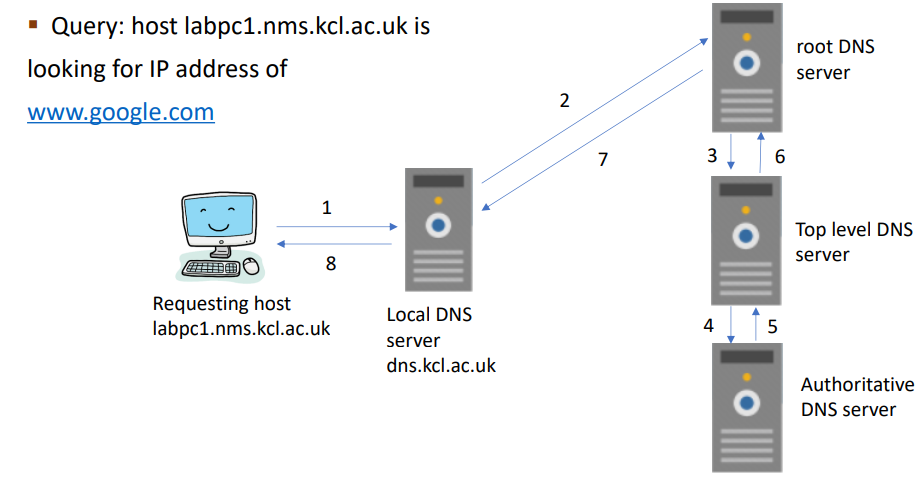 ▪ Query: host labpc1.nms.kcl.ac.uk is
looking for IP address of
www.google.com
root DNS
server
2
7
3
6
1
8
Top level DNS
server
Requesting host
labpc1.nms.kcl.ac.uk
Local DNS
server
dns.kcl.ac.uk
4
5
Authoritative
DNS server